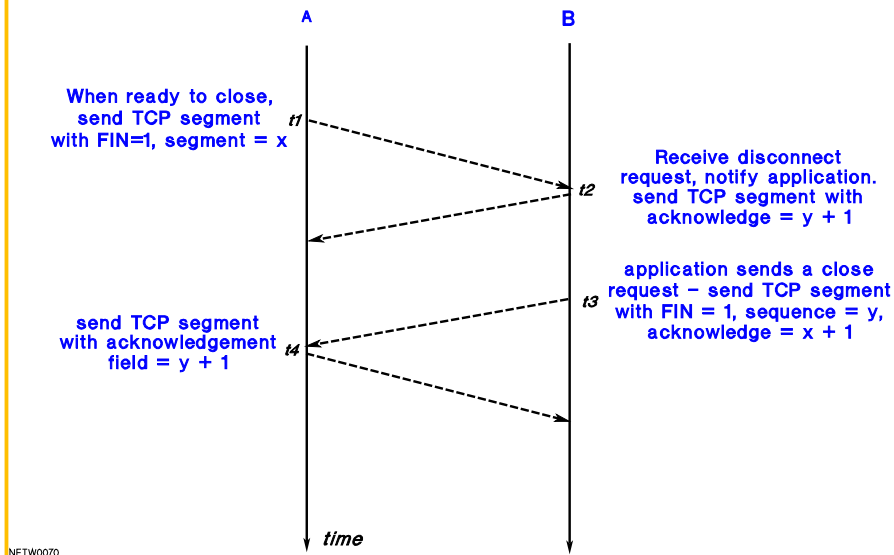 A
B
When ready to close,
send TCP segment
with FIN=1, segment = x
t1
Receive disconnect
request, notify application.
send TCP segment with
acknowledge = y + 1
t2
application sends a close
request - send TCP segment
with FIN = 1, sequence = y,
acknowledge = x + 1
t3
send TCP segment
with acknowledgement
field = y + 1
t4
time
NETW0070